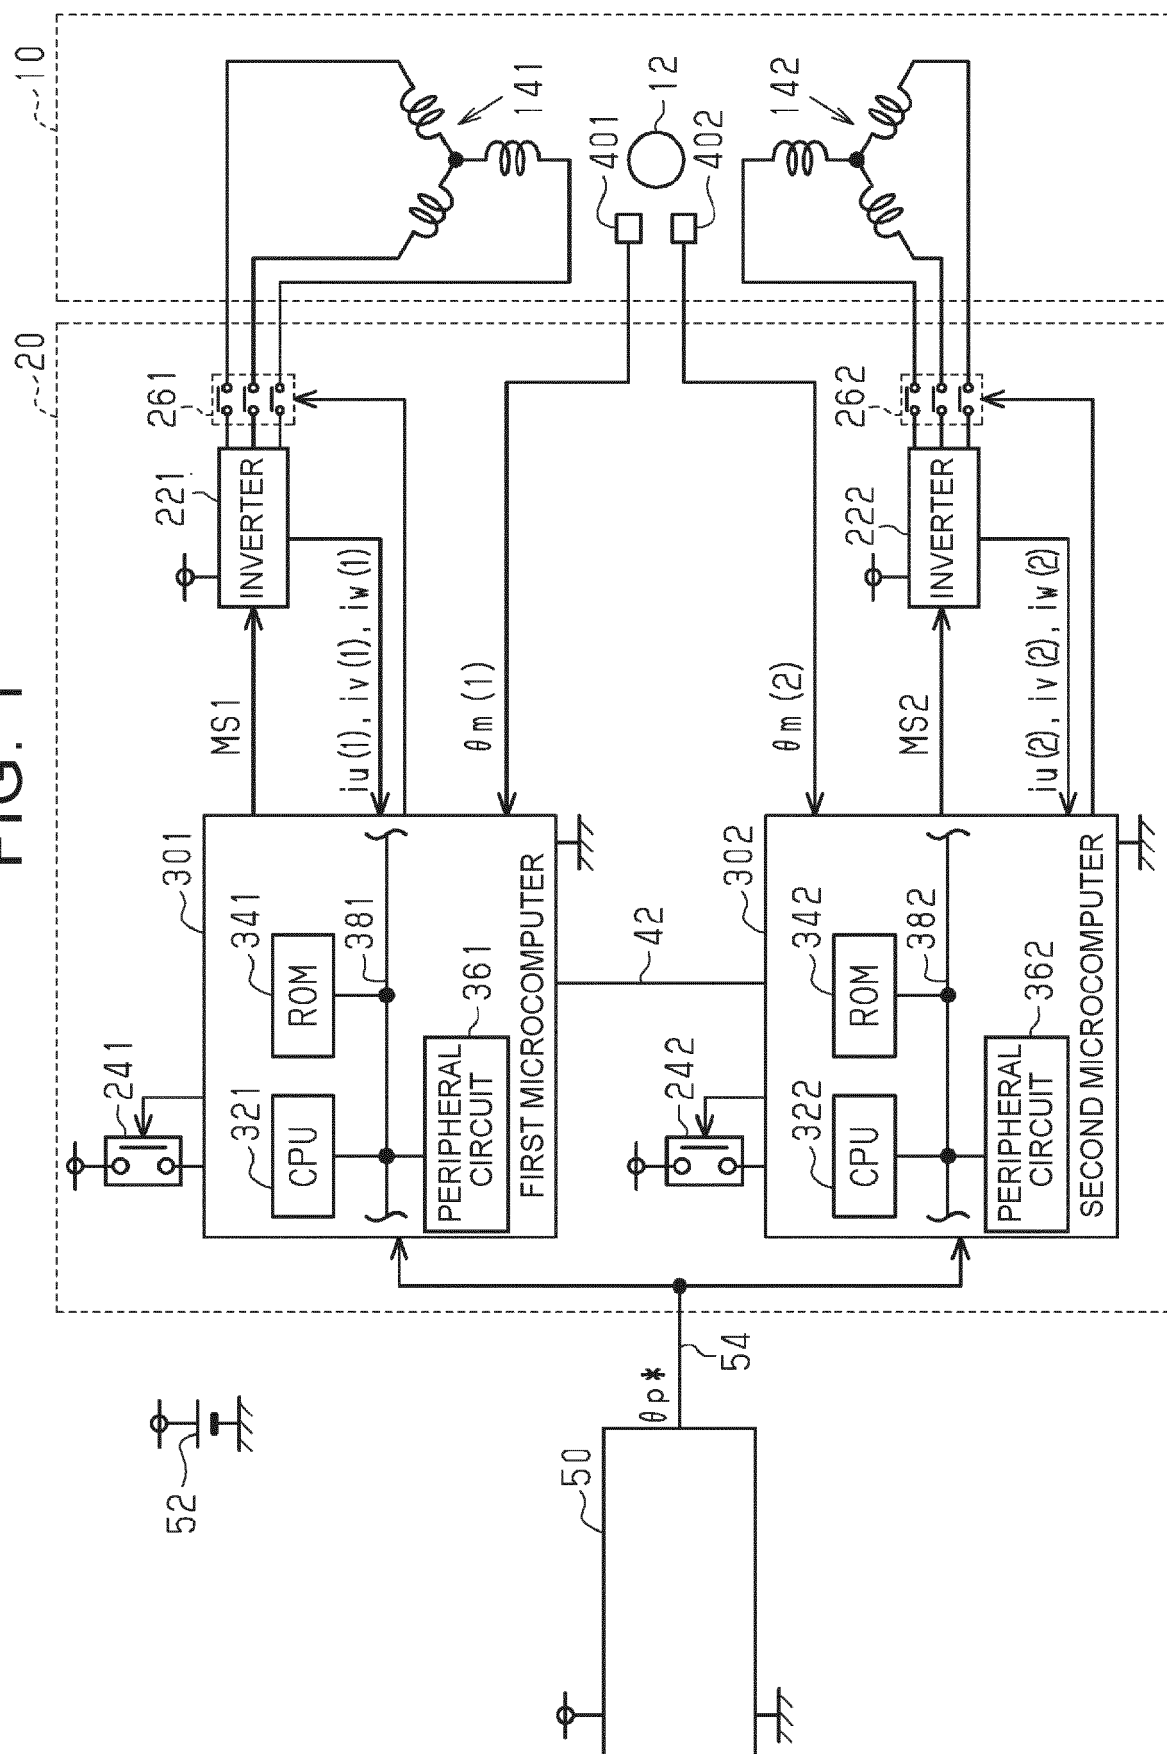 FIG. 1
10
20
141
12
142
401
402
261
262
221
INVERTER
222
INVERTER
MS1
iu(1), iv(1), iw(1)
θm(1)
θm(2)
MS2
iu(2), iv(2), iw(2)
301
341
ROM
381
361
241
321
CPU
PERIPHERAL
CIRCUIT
FIRST MICROCOMPUTER
42
302
342
ROM
382
362
242
322
CPU
PERIPHERAL
CIRCUIT
SECOND MICROCOMPUTER
52
54
θp*
50